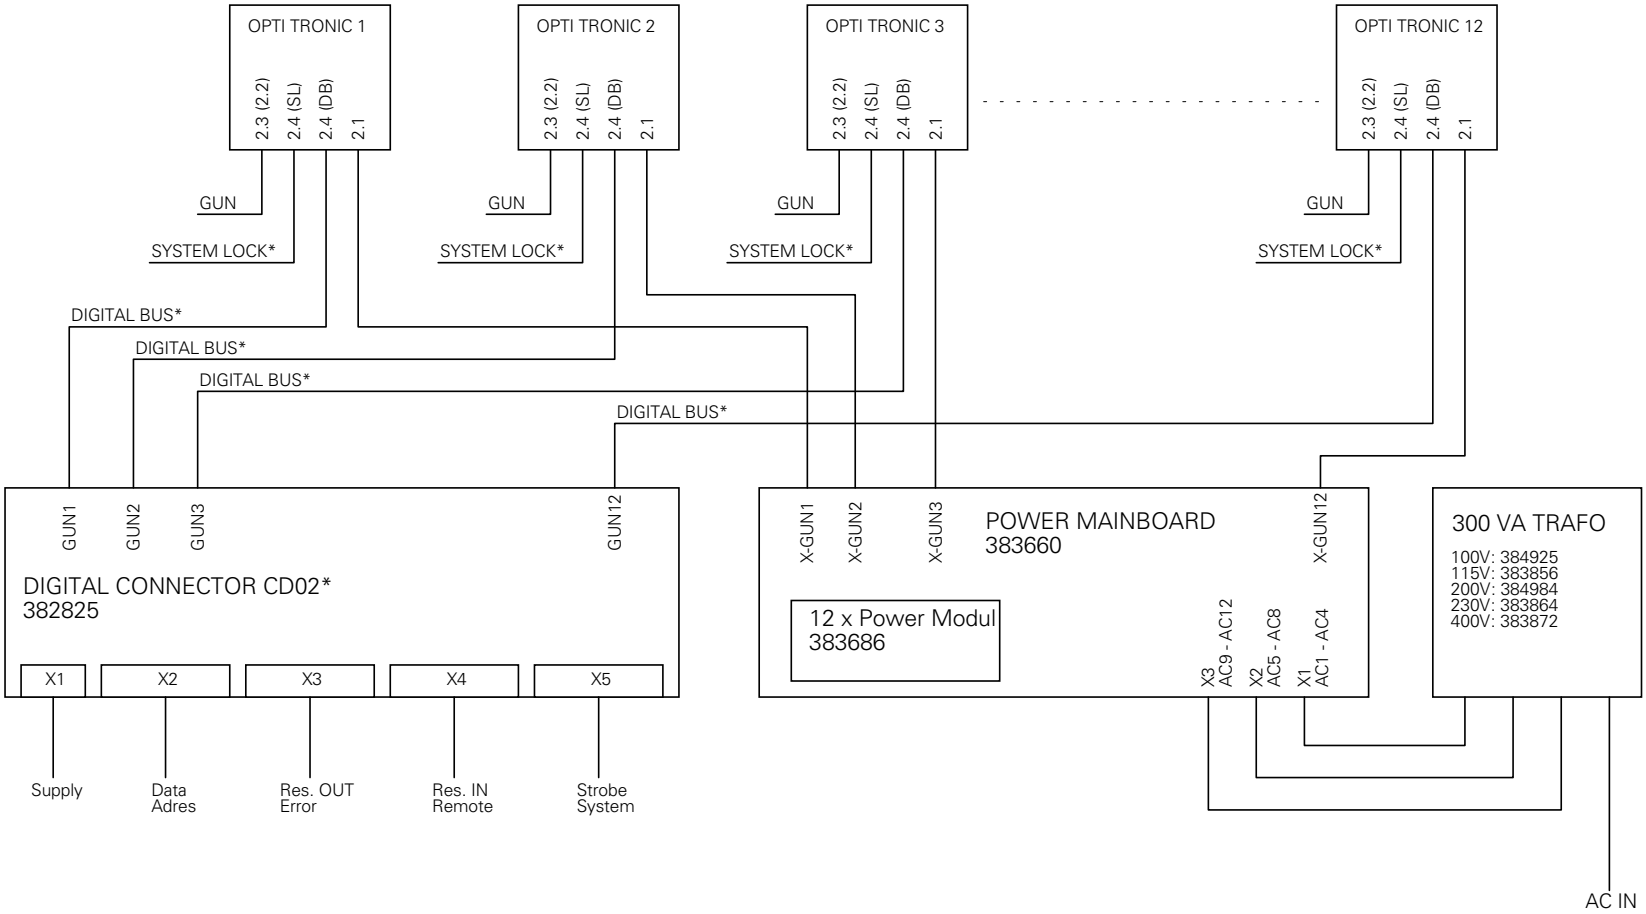 OPTI TRONIC 1
2.3 (2.2)
2.4 (SL)
2.4 (DB)
2.1
GUN
SYSTEM LOCK*
DIGITAL BUS*
OPTI TRONIC 2
2.3 (2.2)
2.4 (SL)
2.4 (DB)
2.1
GUN
SYSTEM LOCK*
DIGITAL BUS*
OPTI TRONIC 3
2.3 (2.2)
2.4 (SL)
2.4 (DB)
2.1
GUN
SYSTEM LOCK*
DIGITAL BUS*
OPTI TRONIC 12
2.3 (2.2)
2.4 (SL)
2.4 (DB)
2.1
GUN
SYSTEM LOCK*
DIGITAL BUS*
GUN1
GUN2
GUN3
GUN12
DIGITAL CONNECTOR CD02*
382825
X1
X2
X3
X4
X5
Supply
Data
Adres
Res. OUT
Error
Res. IN
Remote
Strobe
System
X-GUN1
X-GUN2
X-GUN3
X-GUN12
POWER MAINBOARD
383660
12 x Power Modul
383686
X3
AC9 - AC12
X2
AC5 - AC8
X1
AC1 - AC4
300 VA TRAFO
100V: 384925
115V: 383856
200V: 384984
230V: 383864
400V: 383872
AC IN